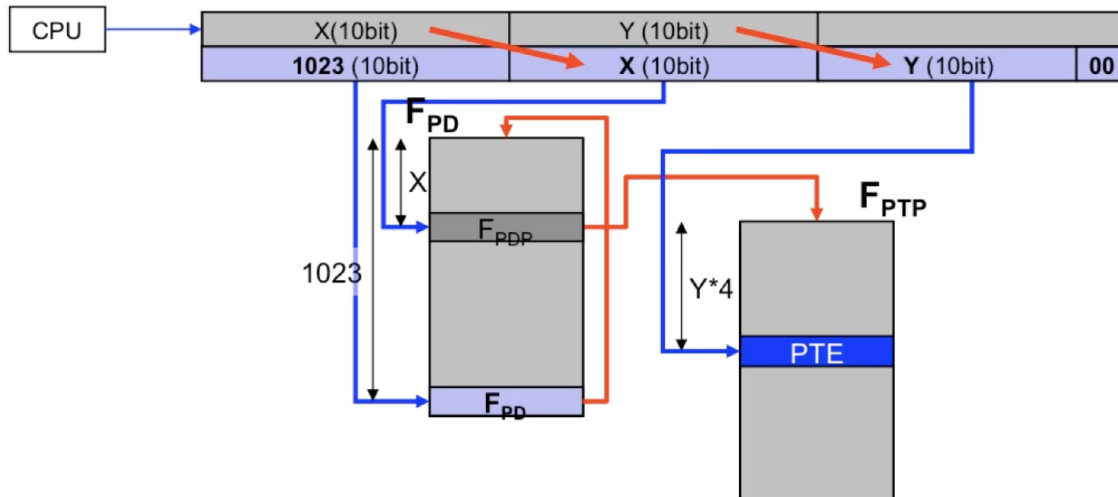 CPU
X(10bit)
Y (10bit)
1023 (10bit)
X (10bit)
Y (10bit)
00
FPD
X
FPDP
1023
FPD
FPTP
Y*4
PTE